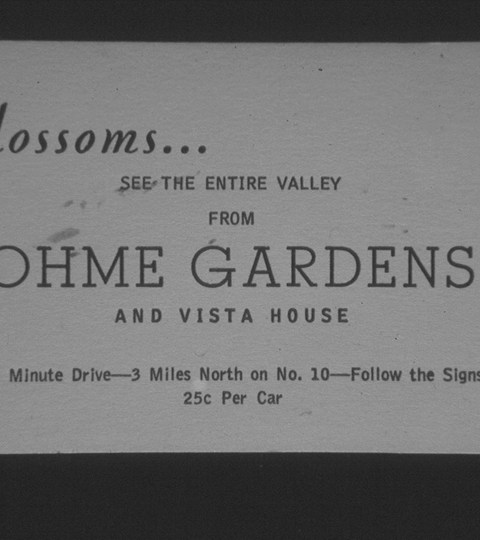 lossoms...
SEE THE ENTIRE VALLEY
FROM
OHME GARDENS
AND VISTA HOUSE
Minute Drive—3 Miles North on No. 10—Follow the Signs
25c Per Car